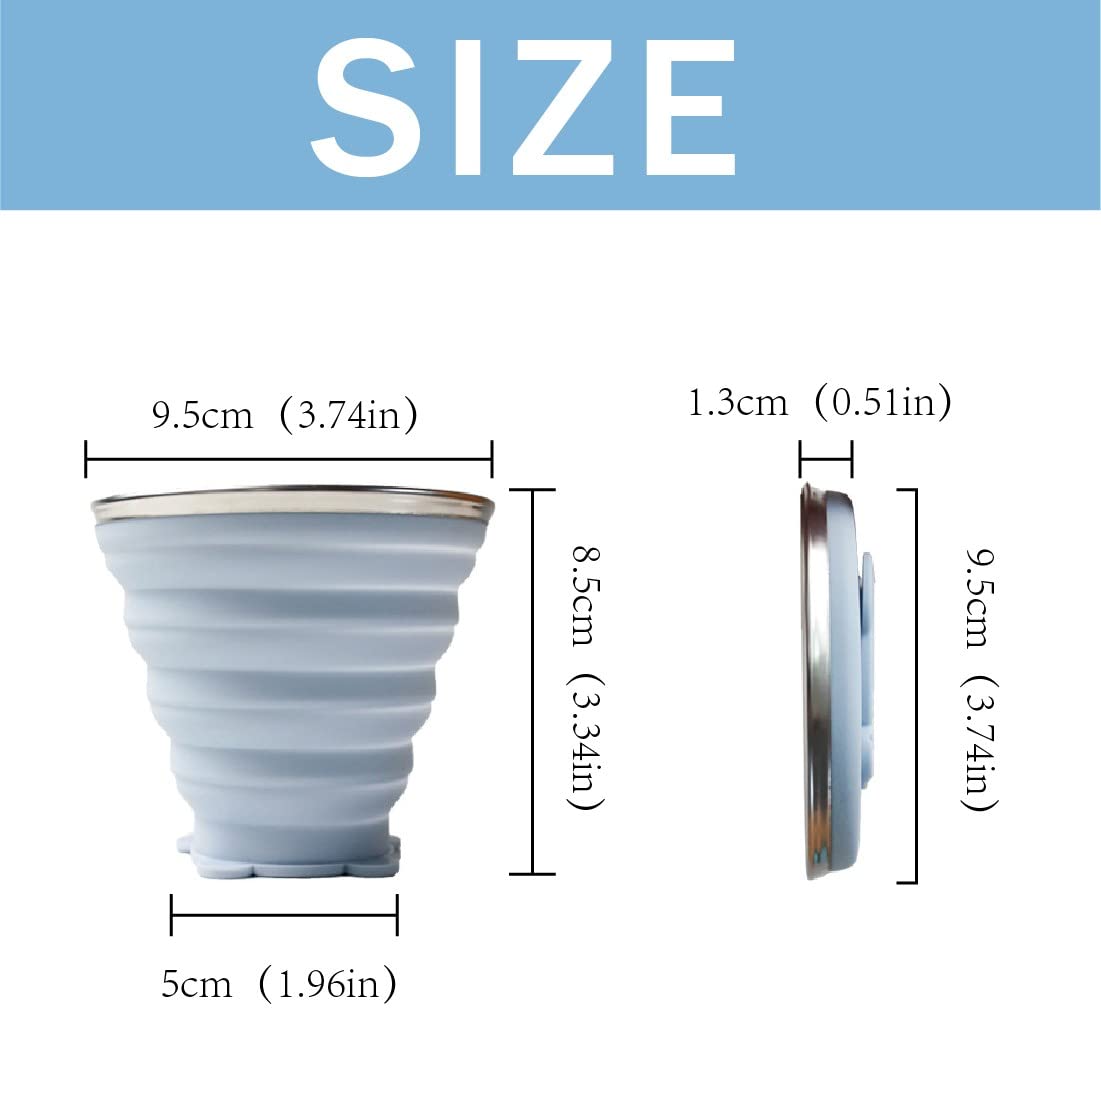 SIZE
9.5cm（3.74in）
1.3cm（0.51in）
8.5cm（3.34in）
9.5cm（3.74in）
5cm（1.96in）